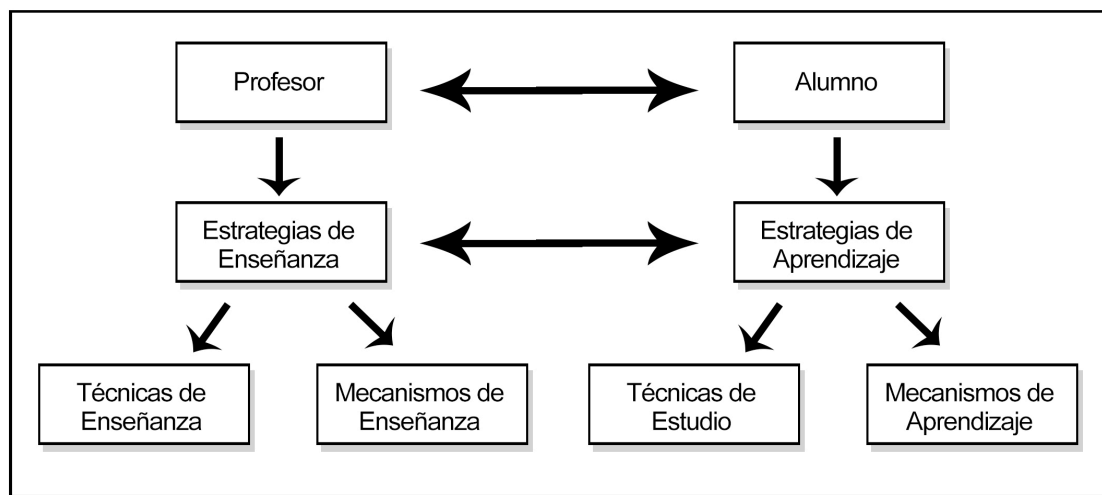 Profesor
Alumno
Estrategias de
Enseñanza
Estrategias de
Aprendizaje
Técnicas de
Enseñanza
Mecanismos de
Enseñanza
Técnicas de
Estudio
Mecanismos de
Aprendizaje